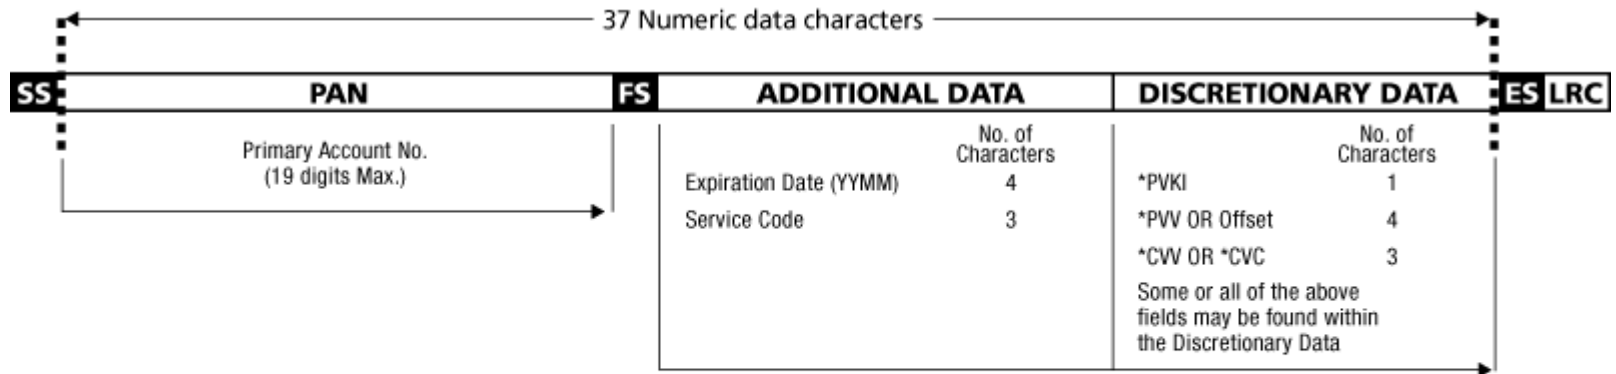 37 Numeric data characters
SS PAN FS ADDITIONAL DATA DISCRETIONARY DATA ES LRC
Primary Account No.
(19 digits Max.)
No. of
Characters
Expiration Date (YYMM) 4
Service Code 3
No. of
Characters
*PVKI 1
*PVV OR Offset 4
*CVV OR *CVC 3
Some or all of the above
fields may be found within
the Discretionary Data